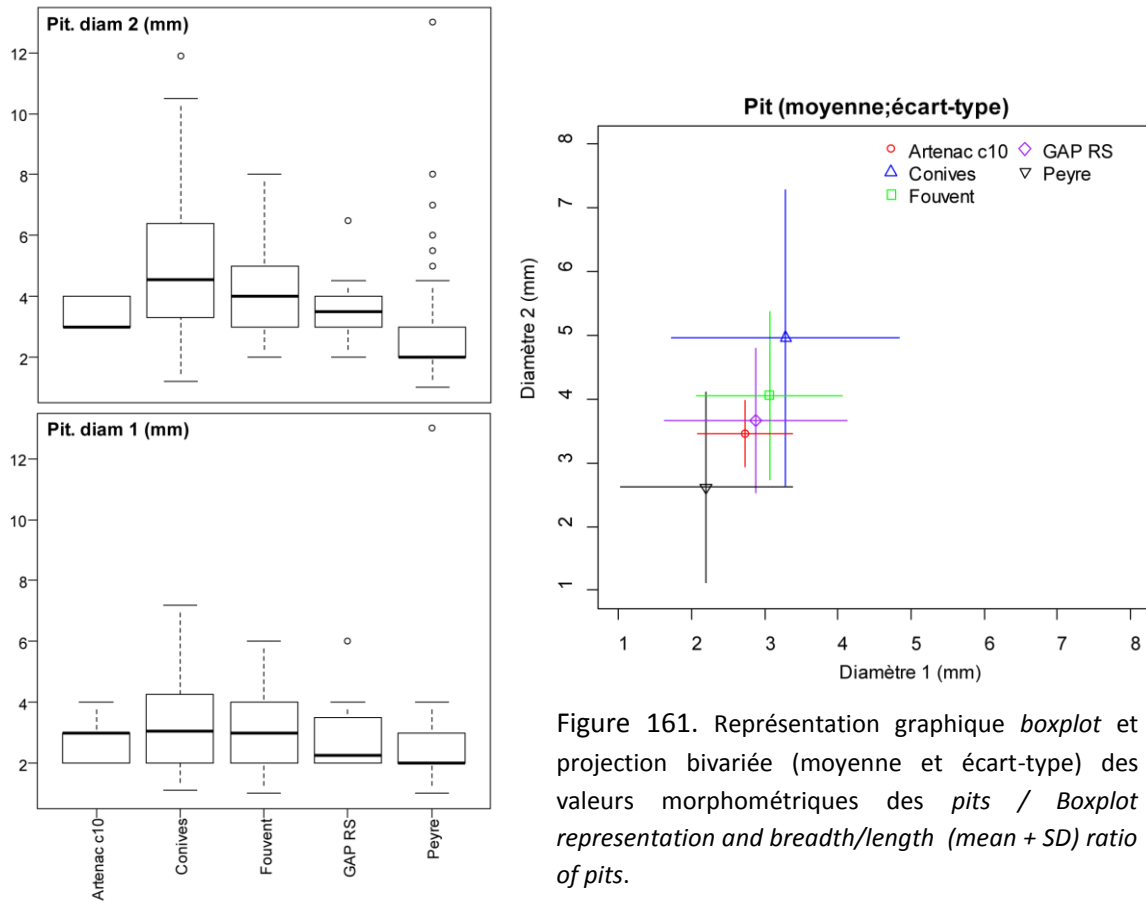 Pit. diam 2 (mm)
12
10
8
6
4
2
Pit. diam 1 (mm)
12
10
8
6
4
2
Artenac c10
Conives
Fouvent
GAP RS
Peyre
Pit (moyenne;écart-type)
Artenac c10
Conives
Fouvent
GAP RS
Peyre
Diamètre 2 (mm)
8
7
6
5
4
3
2
1
1 2 3 4 5 6 7 8
Diamètre 1 (mm)
Figure 161. Représentation graphique boxplot et
projection bivariée (moyenne et écart-type) des
valeurs morphométriques des pits / Boxplot
representation and breadth/length (mean + SD) ratio
of pits.